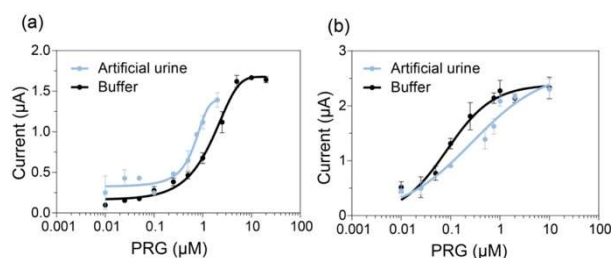 (a)
Artificial urine
Buffer
Current (µA)
2.0
1.5
1.0
0.5
0.0
0.001 0.01 0.1 1 10 100
PRG (µM)
(b)
Artificial urine
Buffer
Current (µA)
3
2
1
0
0.001 0.01 0.1 1 10 100
PRG (µM)